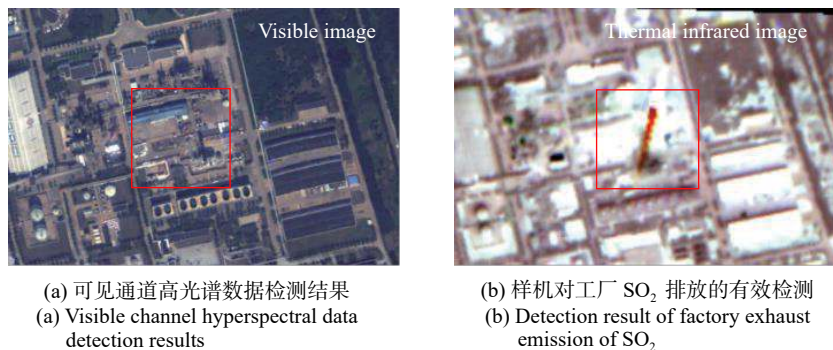 Visible image
Thermal infrared image
(a) 可见通道高光谱数据检测结果
(a) Visible channel hyperspectral data
detection results
(b) 样机对工厂 SO₂ 排放的有效检测
(b) Detection result of factory exhaust
emission of SO₂